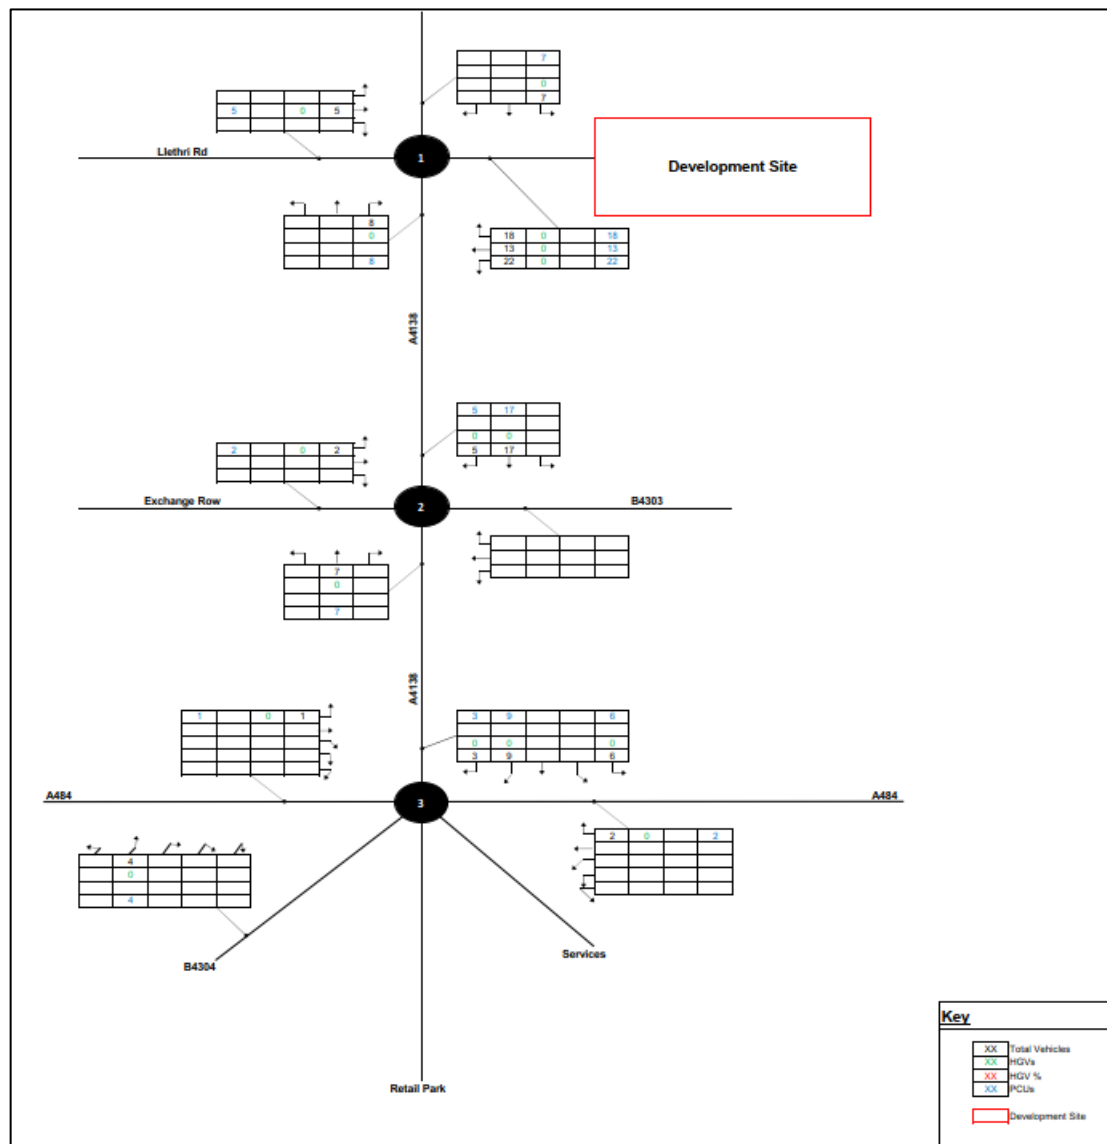 7
0
7
5 0 5
Llethri Rd
1
Development Site
8
0
8
18 0 18
13 0 13
22 0 22
A4138
5 17
0 0
5 17
2 0 2
Exchange Row
2
B4303
7
0
7
A4138
1 0 1
3 9 6
0 0 0
3 9 6
A484
3
A484
2 0 2
4
0
4
B4304
Services
Retail Park
Key
XX Total Vehicles
XX HGVs
XX HGV %
XX PCUs
Development Site